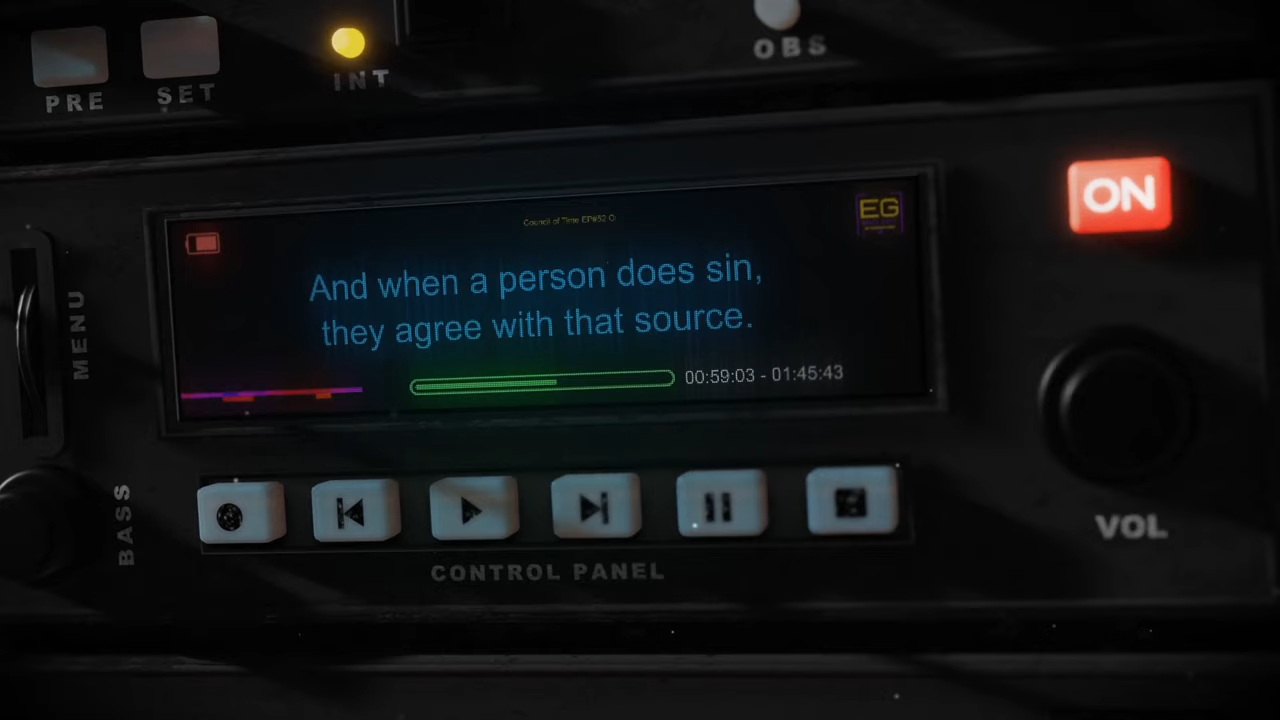 PRE
SET
INT
OBS
ON
Council of Time EP#52 O:
EG
And when a person does sin,
they agree with that source.
00:59:03 - 01:45:43
MENU
BASS
VOL
CONTROL PANEL